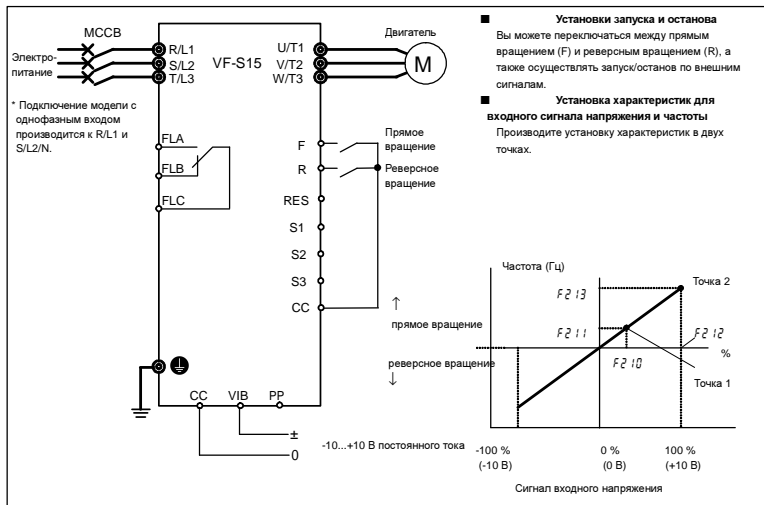 MCCB
Электро-
питание
R/L1
S/L2
T/L3
VF-S15
U/T1
V/T2
W/T3
Двигатель
M
* Подключение модели с
однофазным входом
производится к R/L1 и
S/L2/N.
FLA
FLB
FLC
F
R
RES
S1
S2
S3
CC
Прямое
вращение
Реверсное
вращение
↑
прямое вращение
реверсное вращение
↓
CC
VIB
PP
±
0
-10...+10 В постоянного тока
■ Установки запуска и останова
Вы можете переключаться между прямым
вращением (F) и реверсным вращением (R), а
также осуществлять запуск/останов по внешним
сигналам.
■ Установка характеристик для
входного сигнала напряжения и частоты
Производите установку характеристик в двух
точках.
Частота (Гц)
Точка 2
F213
F211
F212
F210
%
Точка 1
-100 %
(-10 В)
0 %
(0 В)
100 %
(+10 В)
Сигнал входного напряжения